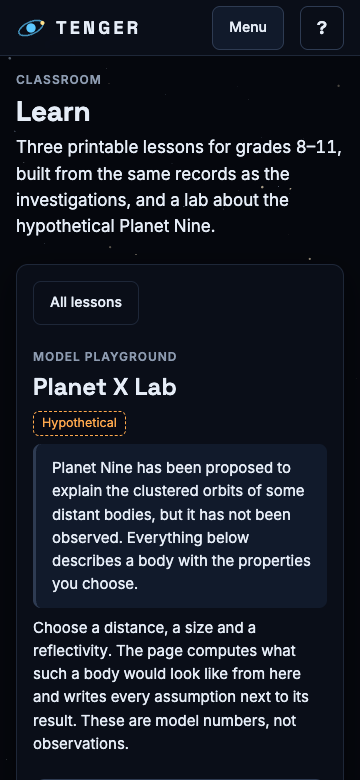 TENGER
Menu
?
CLASSROOM
Learn
Three printable lessons for grades 8–11,
built from the same records as the
investigations, and a lab about the
hypothetical Planet Nine.
All lessons
MODEL PLAYGROUND
Planet X Lab
Hypothetical
Planet Nine has been proposed to
explain the clustered orbits of some
distant bodies, but it has not been
observed. Everything below
describes a body with the properties
you choose.
Choose a distance, a size and a
reflectivity. The page computes what
such a body would look like from here
and writes every assumption next to its
result. These are model numbers, not
observations.